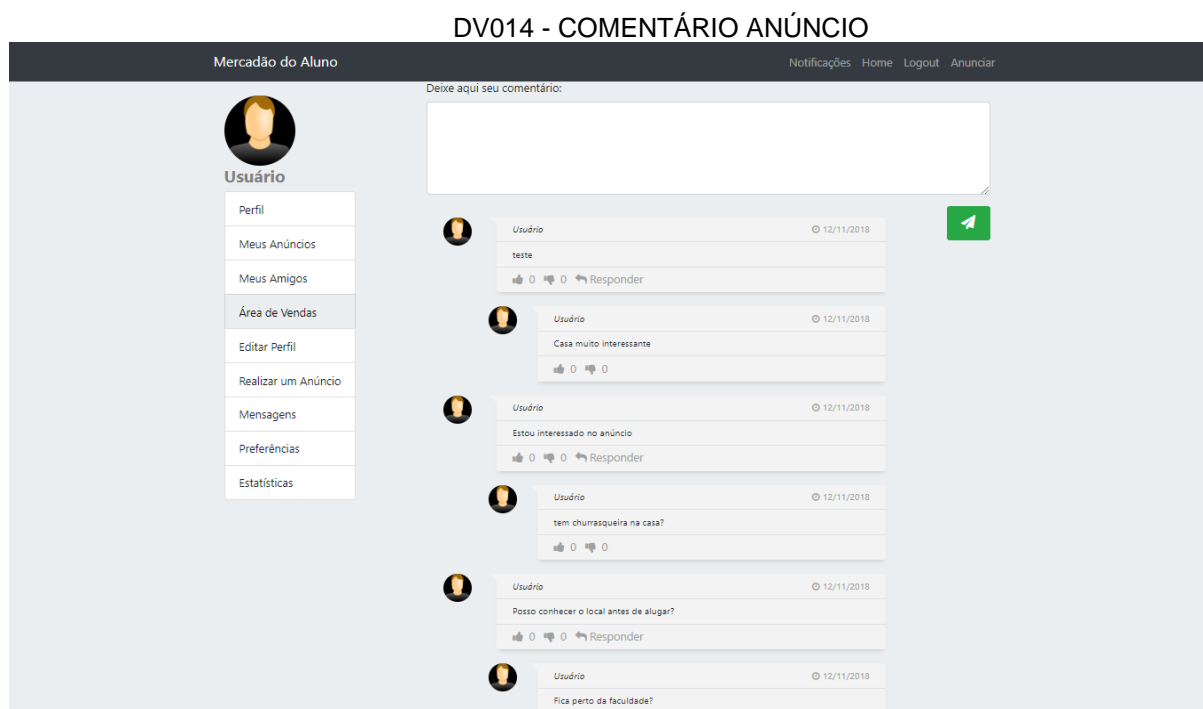 DV014 - COMENTÁRIO ANÚNCIO
Mercadão do Aluno Notificações Home Logout Anunciar
Deixe aqui seu comentário:
Usuário
Perfil
Meus Anúncios
Meus Amigos
Área de Vendas
Editar Perfil
Realizar um Anúncio
Mensagens
Preferências
Estatísticas
Usuário 12/11/2018
teste
0 0 Responder
Usuário 12/11/2018
Casa muito interessante
0 0
Usuário 12/11/2018
Estou interessado no anúncio
0 0 Responder
Usuário 12/11/2018
tem churrasqueira na casa?
0 0
Usuário 12/11/2018
Posso conhecer o local antes de alugar?
0 0 Responder
Usuário 12/11/2018
Fica perto da faculdade?